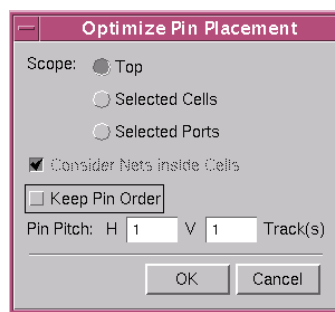 Optimize Pin Placement
Scope: Top
Selected Cells
Selected Ports
Consider Nets inside Cells
Keep Pin Order
Pin Pitch: H 1 V 1 Track(s)
OK Cancel